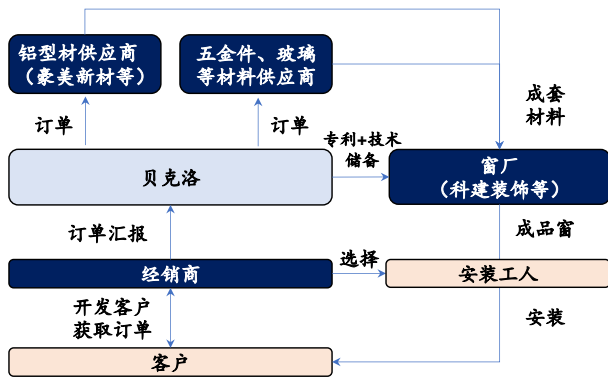 铝型材供应商
（豪美新材等）
五金件、玻璃
等材料供应商
订单
订单
成套
材料
专利+技术
储备
贝克洛
窗厂
（科建装饰等）
订单汇报
成品窗
经销商
选择
安装工人
开发客户
获取订单
安装
客户